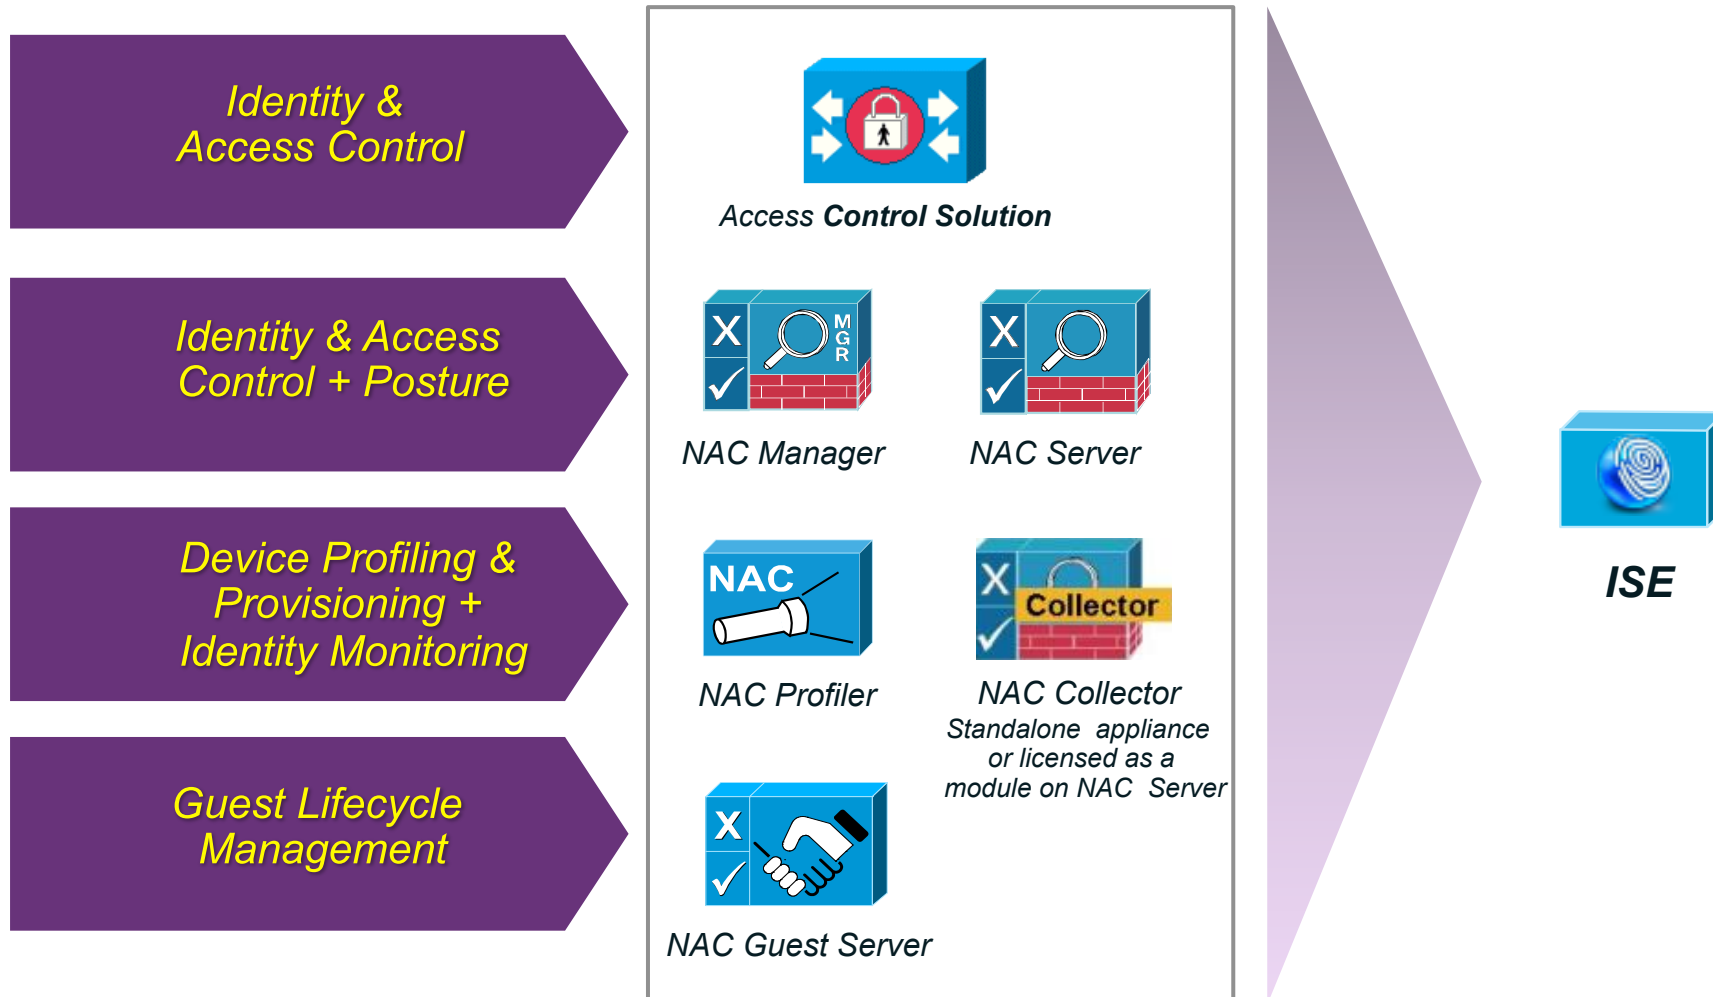 Identity &
Access Control
Access Control Solution
Identity & Access
Control + Posture
X
MGR
NAC Manager
X
NAC Server
Device Profiling &
Provisioning +
Identity Monitoring
NAC
NAC Profiler
X
Collector
NAC Collector
Standalone appliance
or licensed as a
module on NAC Server
Guest Lifecycle
Management
X
NAC Guest Server
ISE